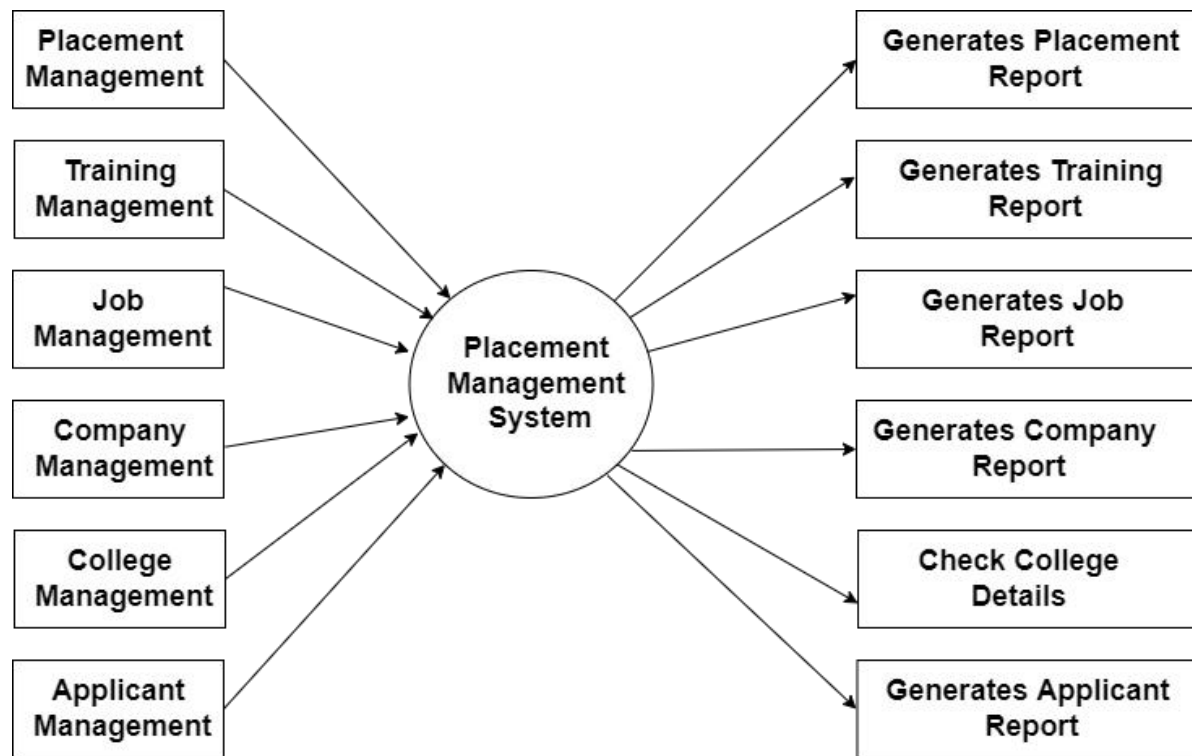 Placement
Management
Training
Management
Job
Management
Company
Management
College
Management
Applicant
Management
Placement
Management
System
Generates Placement
Report
Generates Training
Report
Generates Job
Report
Generates Company
Report
Check College
Details
Generates Applicant
Report